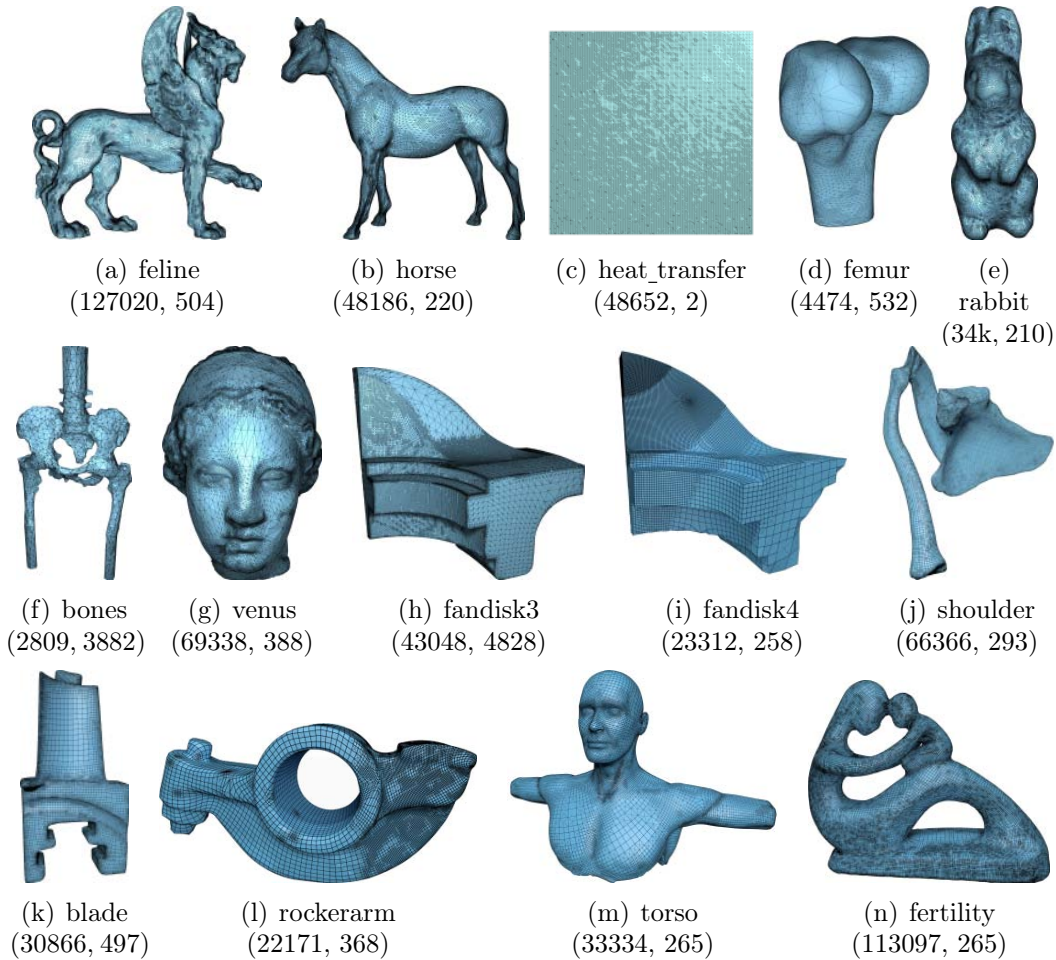 (a) feline
(127020, 504)
(b) horse
(48186, 220)
(c) heat_transfer
(48652, 2)
(d) femur
(4474, 532)
(e)
rabbit
(34k, 210)
(f) bones
(2809, 3882)
(g) venus
(69338, 388)
(h) fandisk3
(43048, 4828)
(i) fandisk4
(23312, 258)
(j) shoulder
(66366, 293)
(k) blade
(30866, 497)
(l) rockerarm
(22171, 368)
(m) torso
(33334, 265)
(n) fertility
(113097, 265)